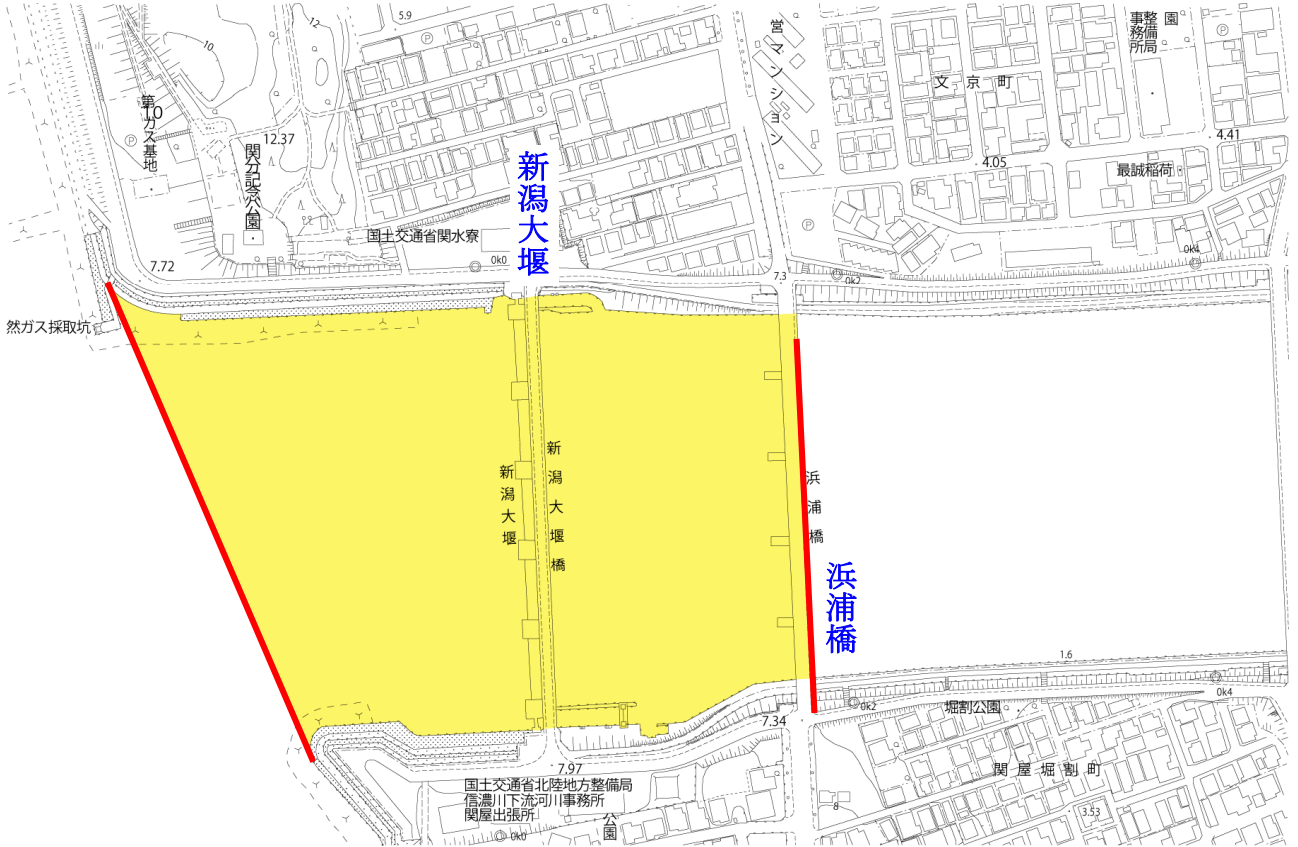 5.9
12
10
営マンション
文京町
園
事務所
整備局
第
10
ガス基地
12.37
4.41
関分記念公園
4.05
最誠稲荷
新潟大堰
国土交通省関水寮
7.72
0k0
7.3
0k2
0k4
然ガス採取坑
新潟大堰
新潟大堰橋
浜浦橋
浜浦橋
1.6
0k2
0k4
堀割公園
7.34
7.97
関屋堀割町
国土交通省北陸地方整備局
信濃川下流河川事務所
関屋出張所
公園
0k0
8
3.53